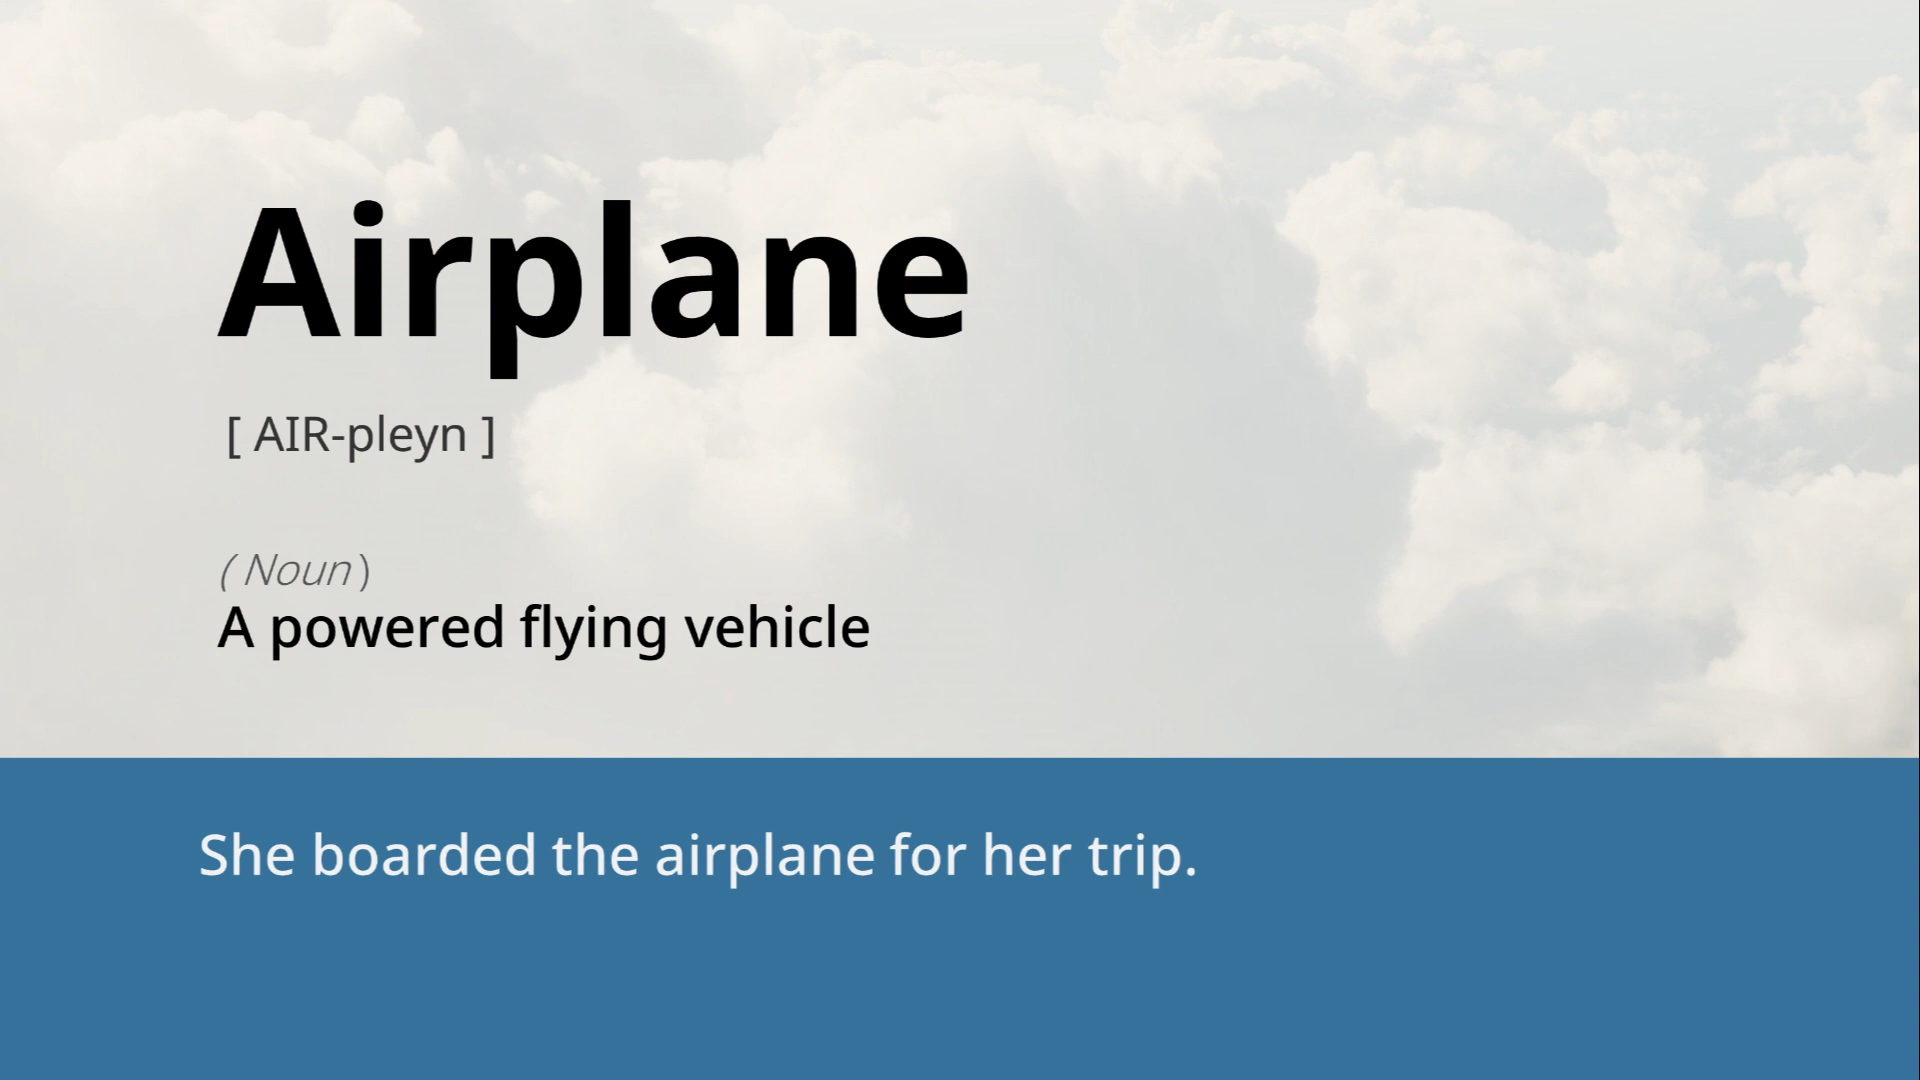 Airplane
[ AIR-pleyn ]
( Noun )
A powered flying vehicle
She boarded the airplane for her trip.